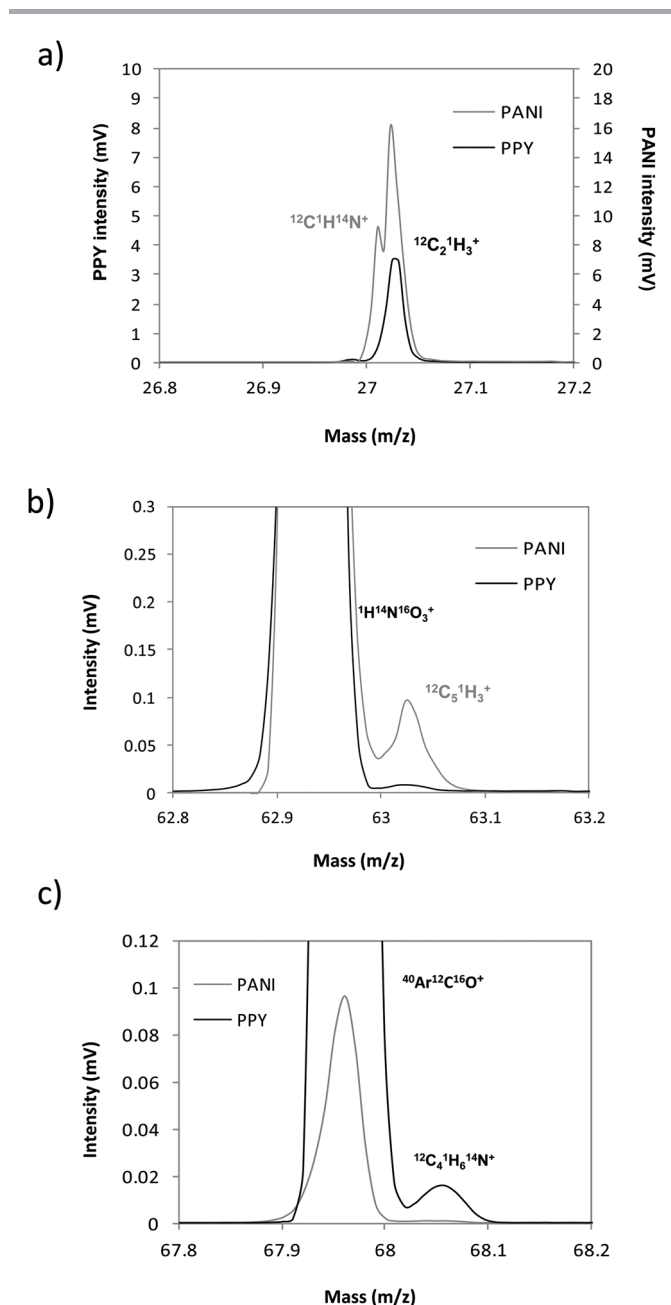 a)
10
9
8
7
6
5
4
3
2
1
0
PPY intensity (mV)
20
18
16
14
12
10
8
6
4
2
0
PANI intensity (mV)
PANI
PPY
¹²C¹H¹⁴N⁺
¹²C₂¹H₃⁺
26.8 26.9 27 27.1 27.2
Mass (m/z)
b)
0.3
0.25
0.2
0.15
0.1
0.05
0
Intensity (mV)
PANI
PPY
¹H¹⁴N¹⁶O₃⁺
¹²C₅¹H₃⁺
62.8 62.9 63 63.1 63.2
Mass (m/z)
c)
0.12
0.1
0.08
0.06
0.04
0.02
0
Intensity (mV)
PANI
PPY
⁴⁰Ar¹²C¹⁶O⁺
¹²C₄¹H₆¹⁴N⁺
67.8 67.9 68 68.1 68.2
Mass (m/z)